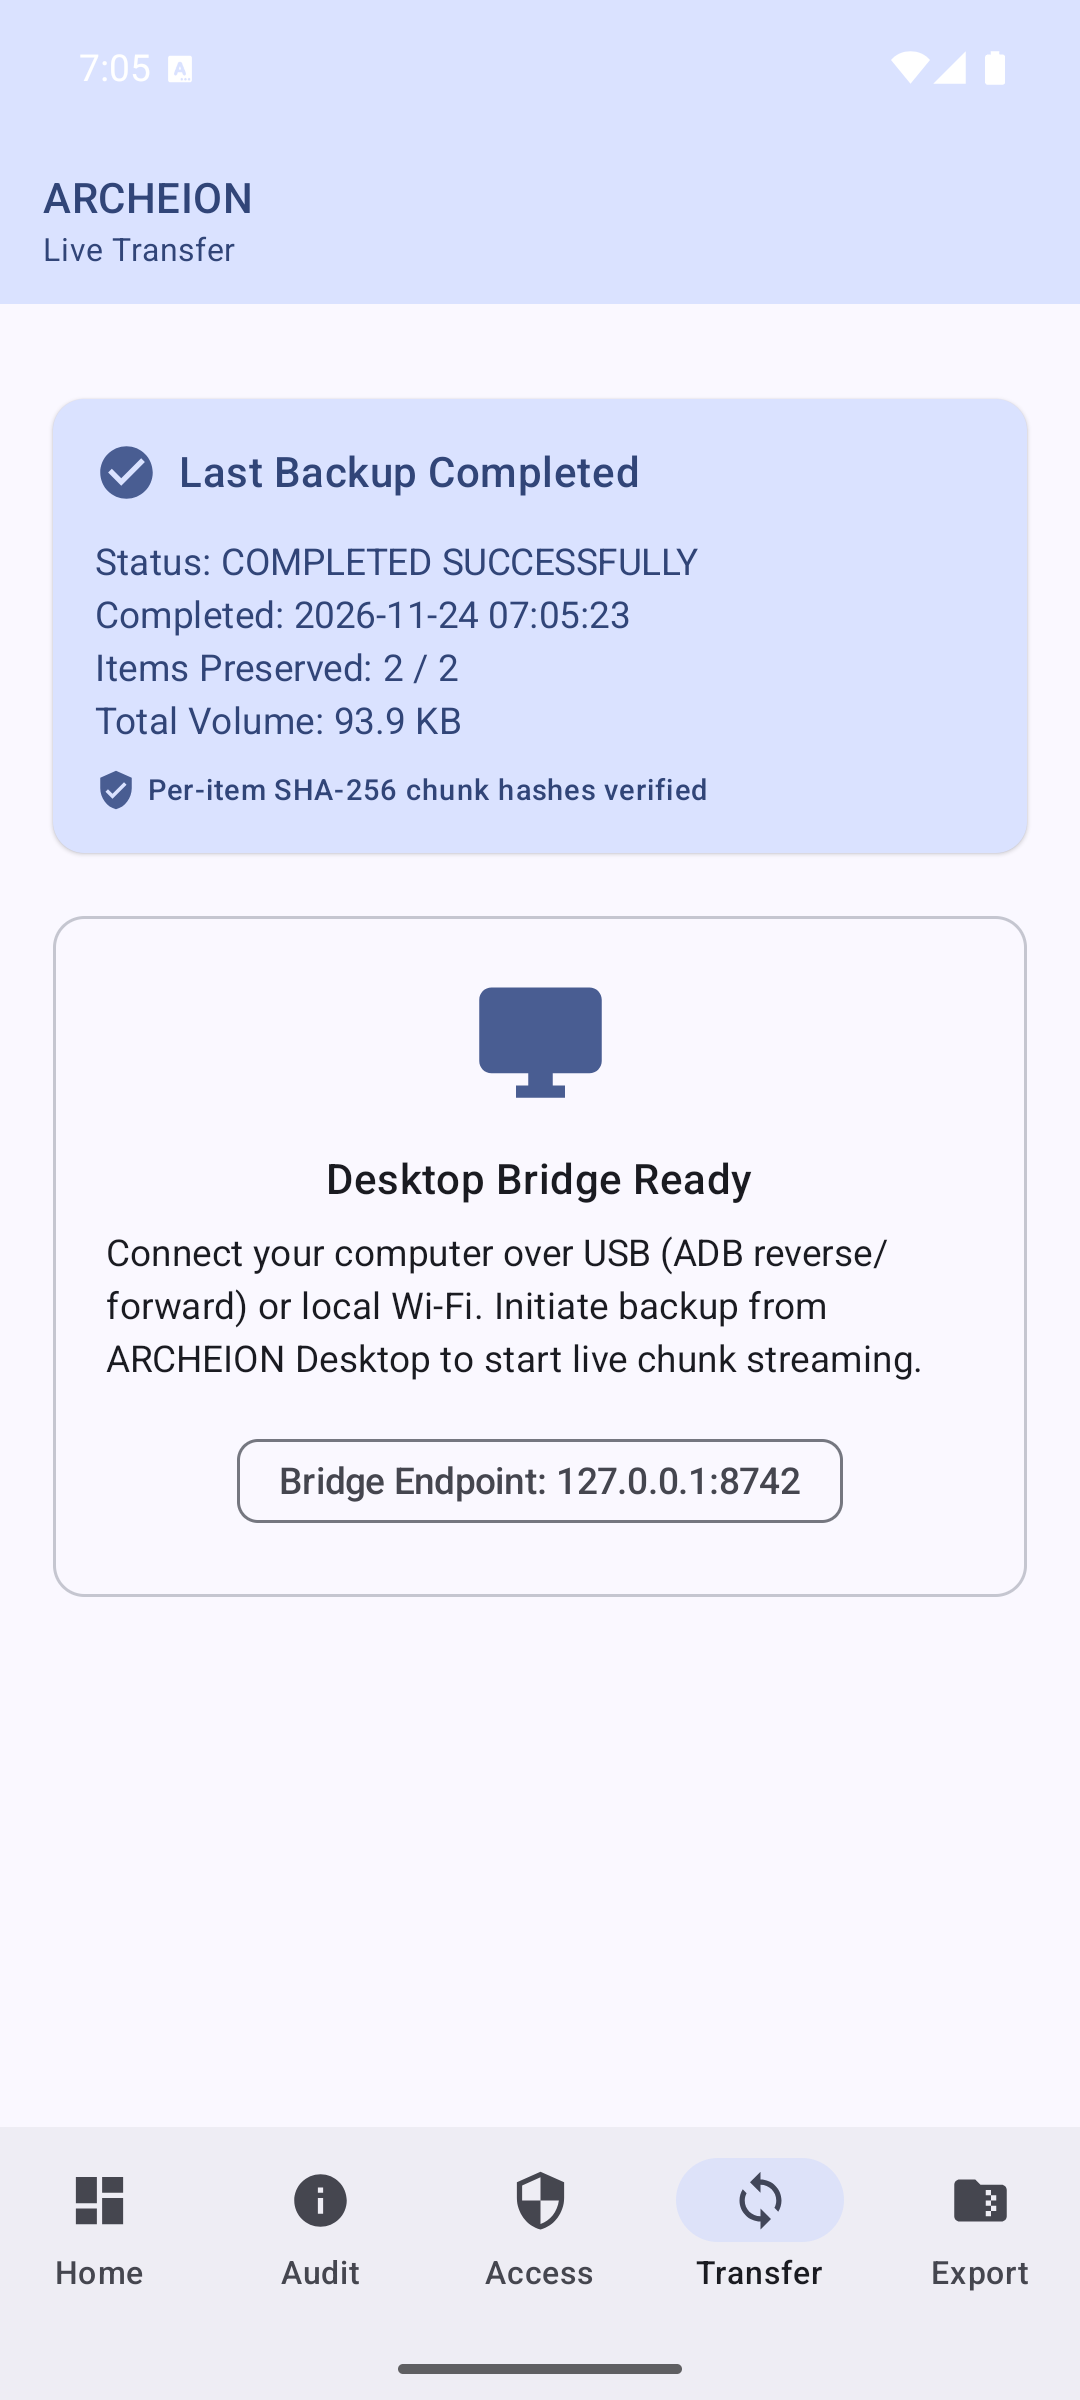 7:05
ARCHEION
Live Transfer
Last Backup Completed
Status: COMPLETED SUCCESSFULLY
Completed: 2026-11-24 07:05:23
Items Preserved: 2 / 2
Total Volume: 93.9 KB
Per-item SHA-256 chunk hashes verified
Desktop Bridge Ready
Connect your computer over USB (ADB reverse/
forward) or local Wi-Fi. Initiate backup from
ARCHEION Desktop to start live chunk streaming.
Bridge Endpoint: 127.0.0.1:8742
Home
Audit
Access
Transfer
Export